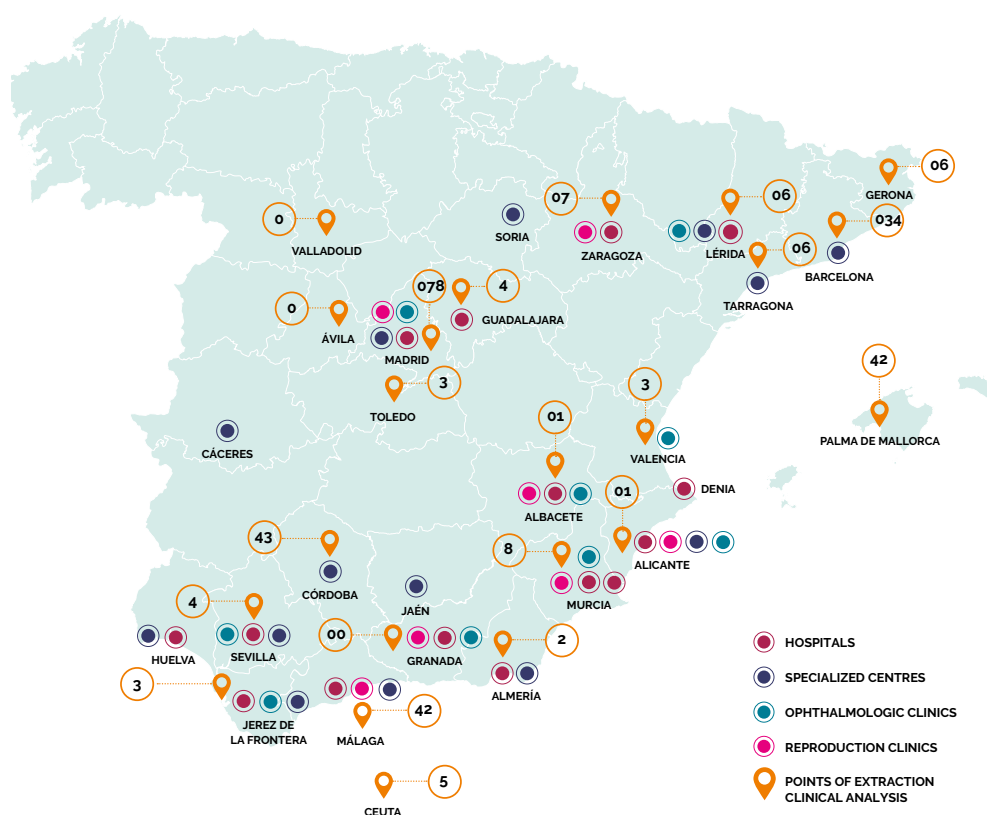 06
GERONA
07
06
034
0
VALLADOLID
SORIA
ZARAGOZA
LÉRIDA
06
BARCELONA
TARRAGONA
078
4
GUADALAJARA
0
ÁVILA
MADRID
3
TOLEDO
42
PALMA DE MALLORCA
3
VALENCIA
CÁCERES
01
ALBACETE
DENIA
01
ALICANTE
43
CÓRDOBA
8
MURCIA
JAÉN
4
HUELVA
SEVILLA
00
GRANADA
2
ALMERÍA
3
JEREZ DE
LA FRONTERA
42
MÁLAGA
5
CEUTA
HOSPITALS
SPECIALIZED CENTRES
OPHTHALMOLOGIC CLINICS
REPRODUCTION CLINICS
POINTS OF EXTRACTION
CLINICAL ANALYSIS